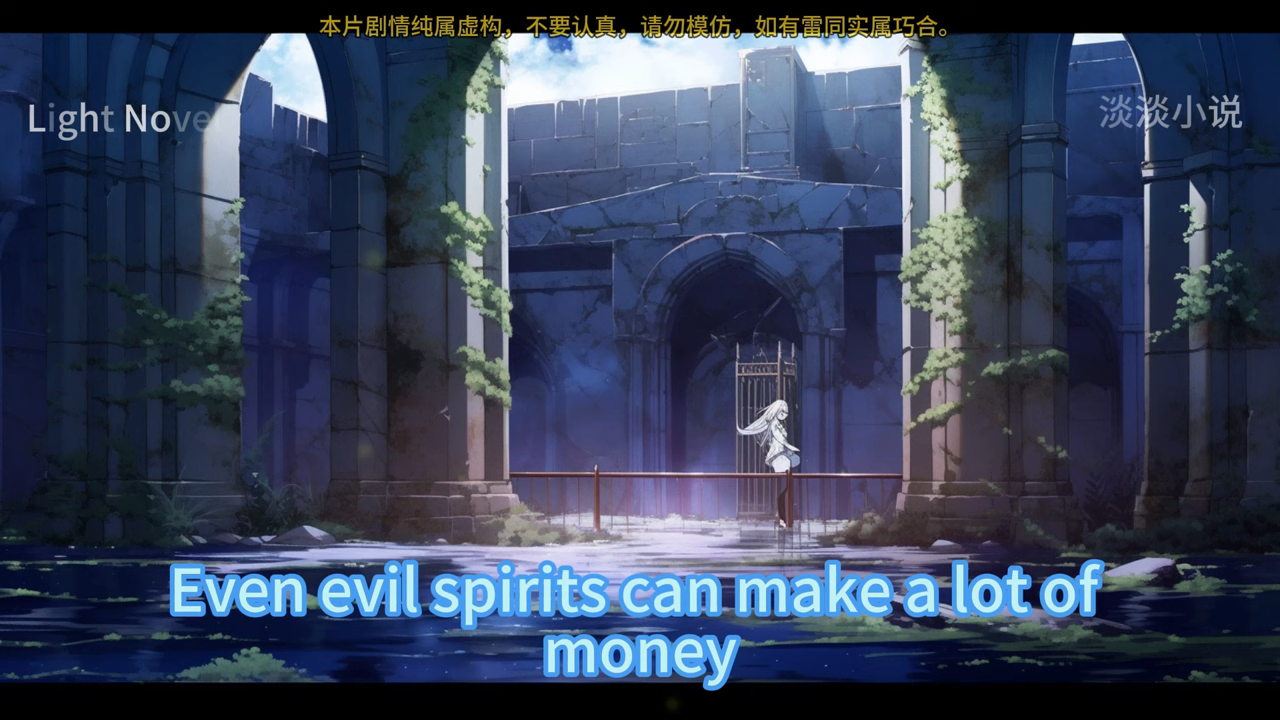 本片剧情纯属虚构，不要认真，请勿模仿，如有雷同实属巧合。
Light Novel
淡淡小说
Even evil spirits can make a lot of
money